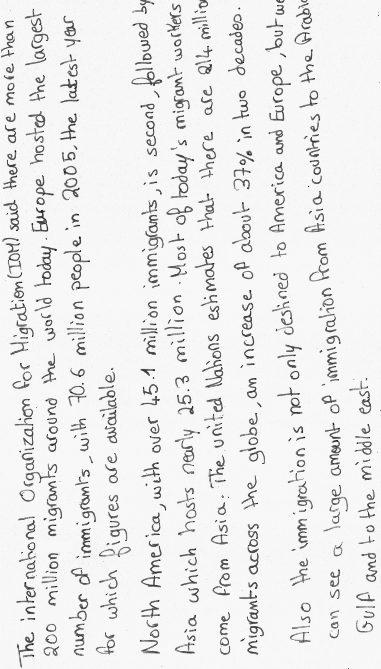 The international Organization for Migration (IOM) said there are more than
200 million migrants around the world today. Europe hosted the largest
number of immigrants, with 70.6 million people in 2005, the latest year
for which figures are available.
North America, with over 45.1 million immigrants, is second, followed by
Asia which hosts nearly 25.3 million. Most of today's migrant workers
come from Asia. The united Nations estimates that there are 214 million
migrants across the globe, an increase of about 37% in two decades.
Also the immigration is not only destined to America and Europe, but we
can see a large amount of immigration from Asia countries to the Arabia
Gulf and to the middle east.